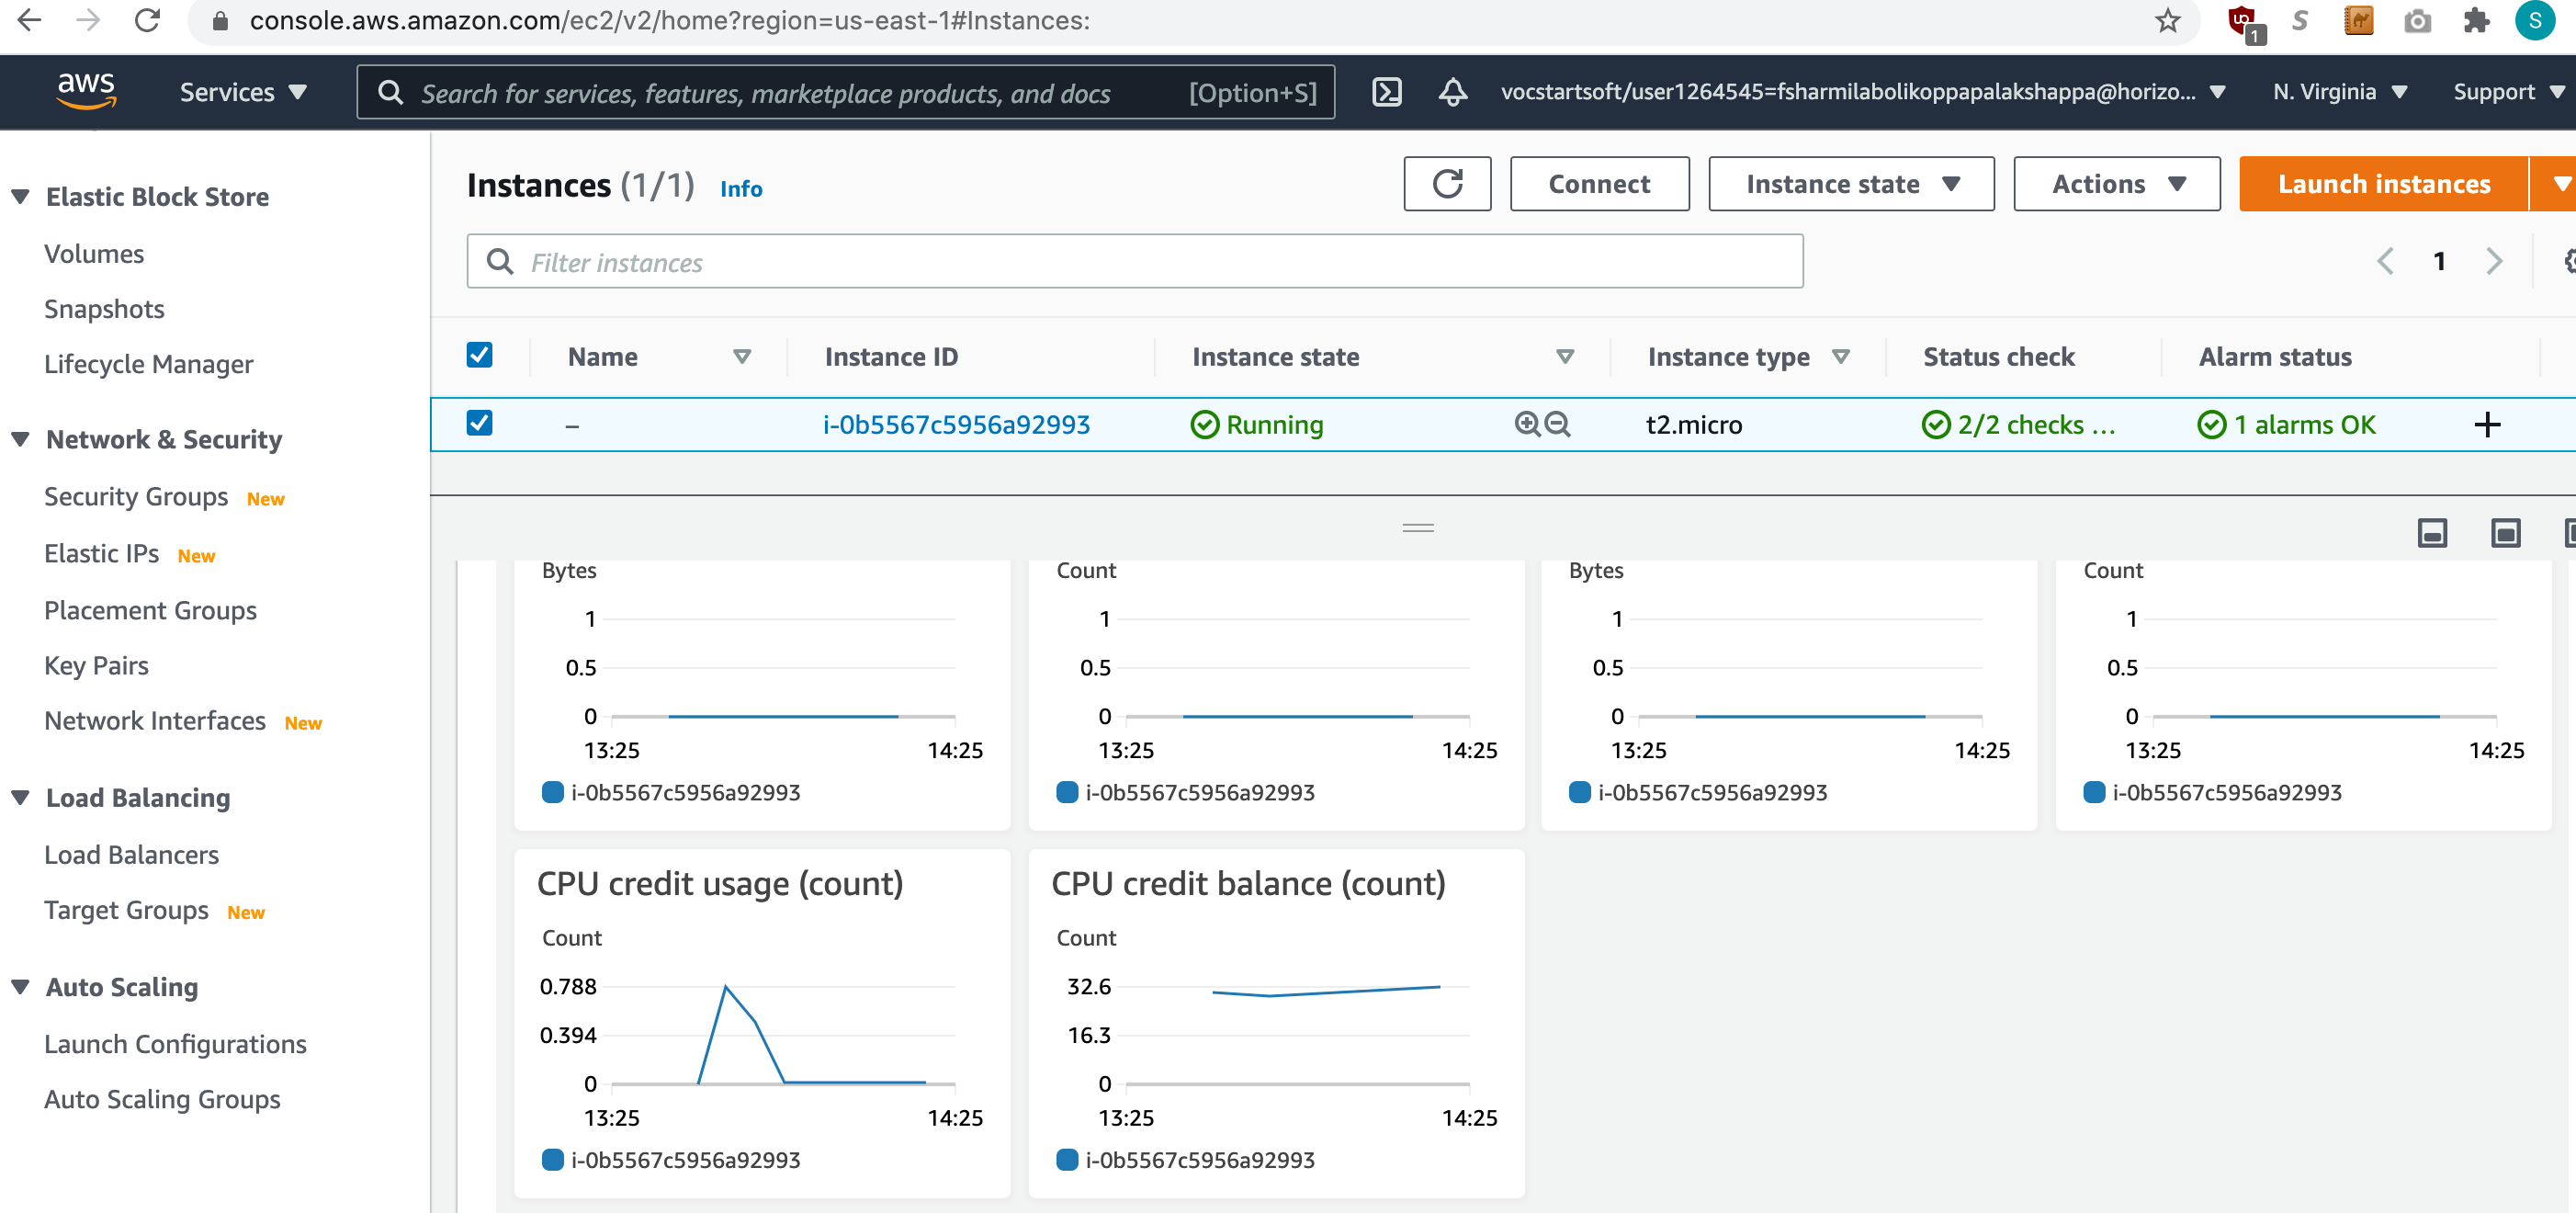 console.aws.amazon.com/ec2/v2/home?region=us-east-1#Instances:
1
S
S
aws
Services
Search for services, features, marketplace products, and docs
[Option+S]
vocstartsoft/user1264545=fsharmilabolikoppapalakshappa@horizo...
N. Virginia
Support
Elastic Block Store
Volumes
Snapshots
Lifecycle Manager
Network & Security
Security Groups New
Elastic IPs New
Placement Groups
Key Pairs
Network Interfaces New
Load Balancing
Load Balancers
Target Groups New
Auto Scaling
Launch Configurations
Auto Scaling Groups
Instances (1/1) Info
Connect
Instance state
Actions
Launch instances
Filter instances
1
Name Instance ID Instance state Instance type Status check Alarm status
– i-0b5567c5956a92993 Running t2.micro 2/2 checks ... 1 alarms OK +
Bytes
1
0.5
0
13:25 14:25
i-0b5567c5956a92993
Count
1
0.5
0
13:25 14:25
i-0b5567c5956a92993
Bytes
1
0.5
0
13:25 14:25
i-0b5567c5956a92993
Count
1
0.5
0
13:25 14:25
i-0b5567c5956a92993
CPU credit usage (count)
Count
0.788
0.394
0
13:25 14:25
i-0b5567c5956a92993
CPU credit balance (count)
Count
32.6
16.3
0
13:25 14:25
i-0b5567c5956a92993